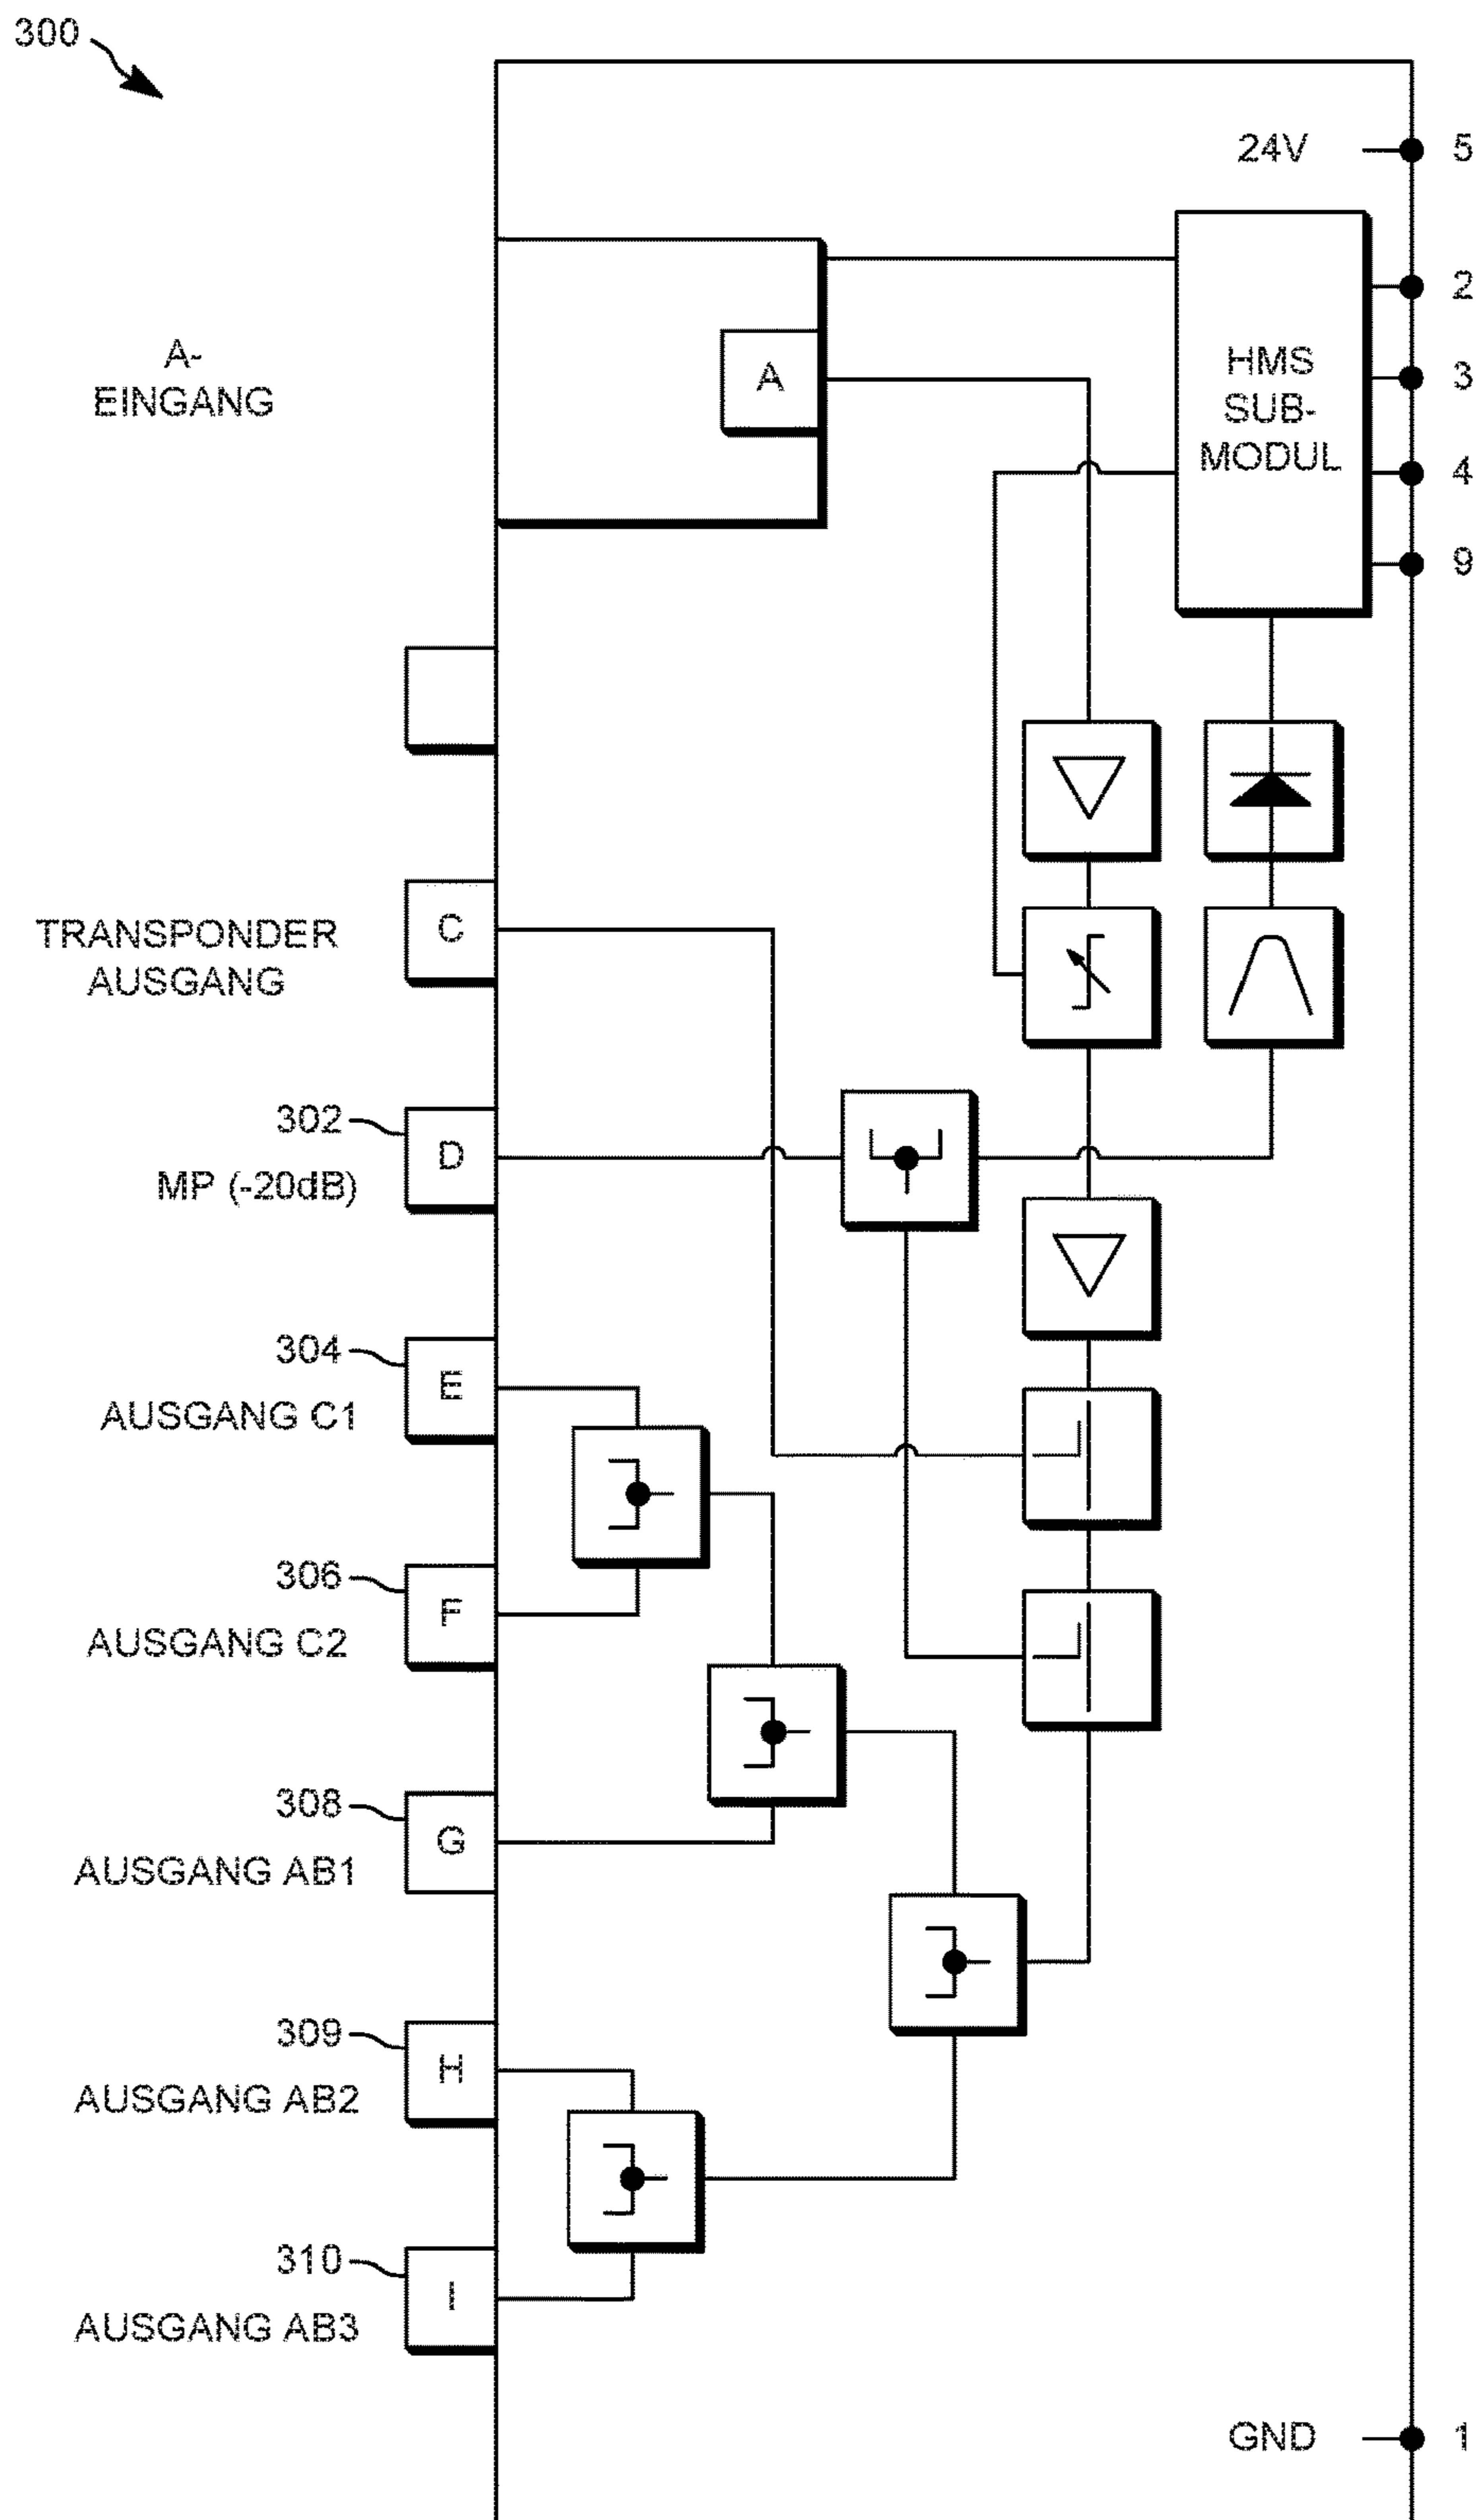 300
24V
5
2
A-
EINGANG
A
HMS
SUB-
MODUL
3
4
9
TRANSPONDER
AUSGANG
C
302
MP (-20dB)
D
304
AUSGANG C1
E
306
AUSGANG C2
F
308
AUSGANG AB1
G
309
AUSGANG AB2
H
310
AUSGANG AB3
I
GND
1